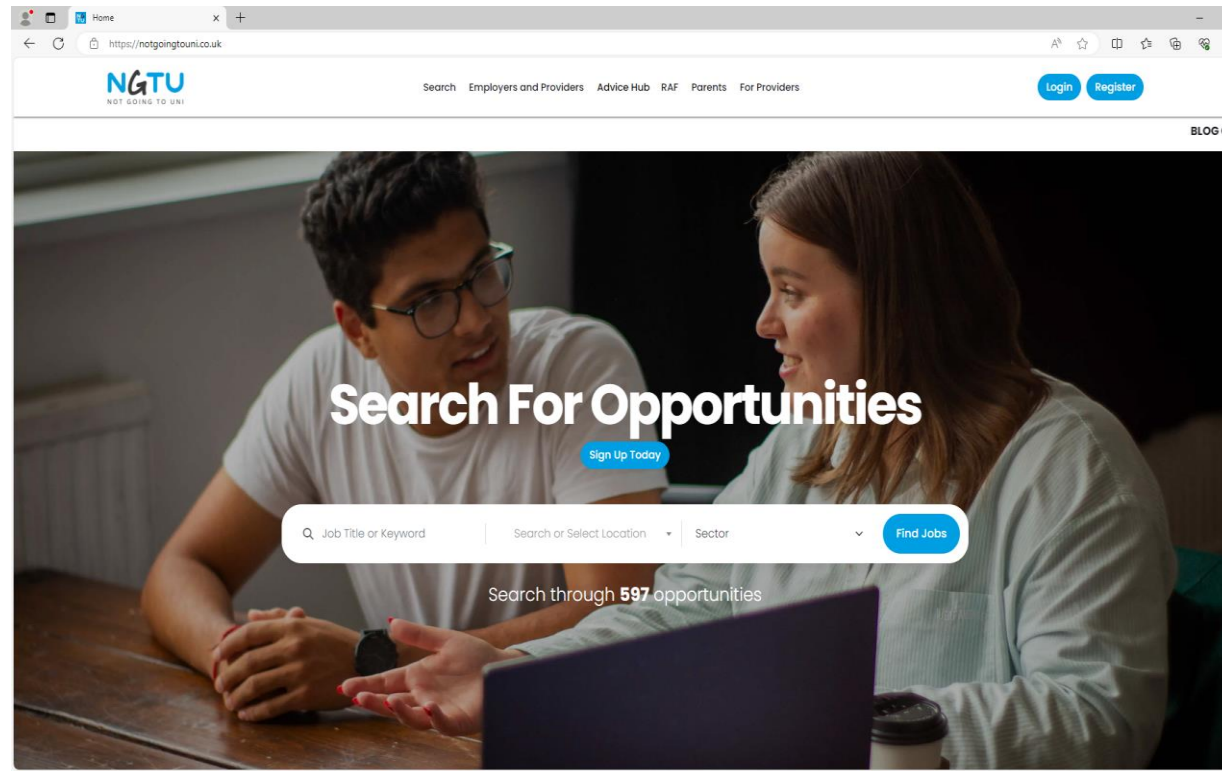 Home
https://notgoingtouni.co.uk
NGTU
NOT GOING TO UNI
Search Employers and Providers Advice Hub RAF Parents For Providers
Login Register
BLOG
Search For Opportunities
Sign Up Today
Job Title or Keyword Search or Select Location Sector Find Jobs
Search through 597 opportunities